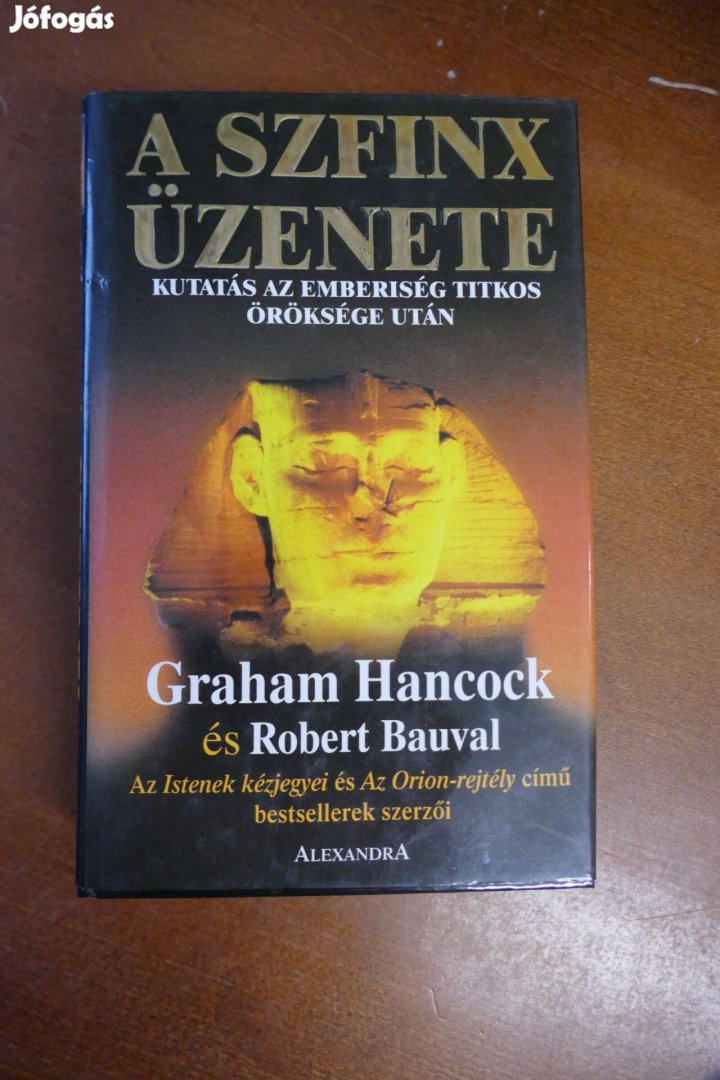 Jófogás
A SZFINX
ÜZENETE
KUTATÁS AZ EMBERISÉG TITKOS
ÖRÖKSÉGE UTÁN
Graham Hancock
és Robert Bauval
Az Istenek kézjegyei és Az Orion-rejtély című
bestsellerek szerzői
ALEXANDRA